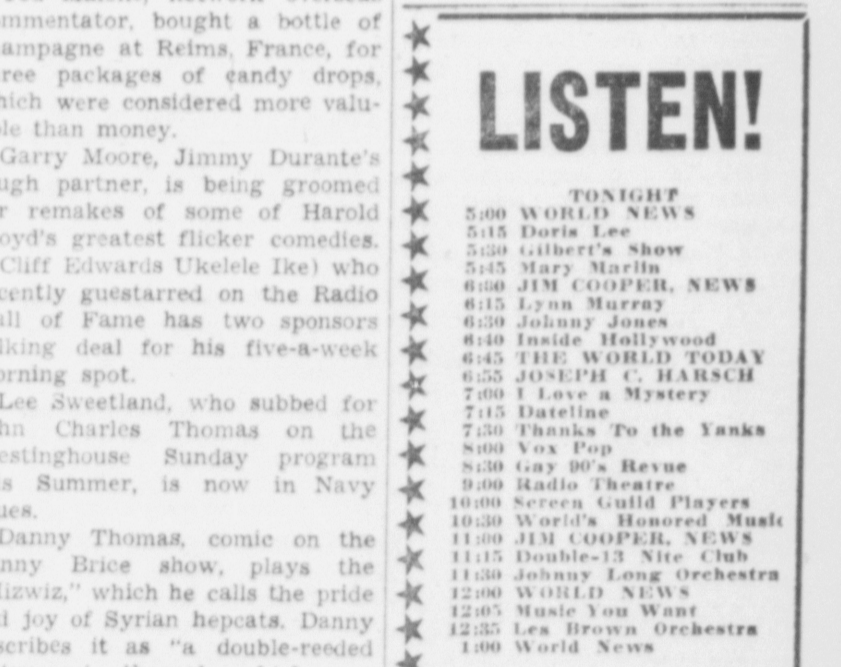 mmentator, bought a bottle of
ampagne at Reims, France, for
ree packages of candy drops,
hich were considered more valu-
le than money.
Garry Moore, Jimmy Durante's
ugh partner, is being groomed
r remakes of some of Harold
oyd's greatest flicker comedies.
(Cliff Edwards Ukelele Ike) who
cently guestarred on the Radio
all of Fame has two sponsors
lking deal for his five-a-week
orning spot.
Lee Sweetland, who subbed for
hn Charles Thomas on the
estinghouse Sunday program
is Summer, is now in Navy
ues.
Danny Thomas, comic on the
nny Brice show, plays the
izwiz," which he calls the pride
d joy of Syrian hepcats. Danny
scribes it as "a double-reeded
LISTEN!
TONIGHT
5:00 WORLD NEWS
5:15 Doris Lee
5:30 Gilbert's Show
5:45 Mary Marlin
6:00 JIM COOPER, NEWS
6:15 Lynn Murray
6:30 Johnny Jones
6:40 Inside Hollywood
6:45 THE WORLD TODAY
6:55 JOSEPH C. HARSCH
7:00 I Love a Mystery
7:15 Dateline
7:30 Thanks To the Yanks
8:00 Vox Pop
8:30 Gay 90's Revue
9:00 Radio Theatre
10:00 Screen Guild Players
10:30 World's Honored Music
11:00 JIM COOPER, NEWS
11:15 Double-13 Nite Club
11:30 Johnny Long Orchestra
12:00 WORLD NEWS
12:05 Music You Want
12:35 Les Brown Orchestra
1:00 World News